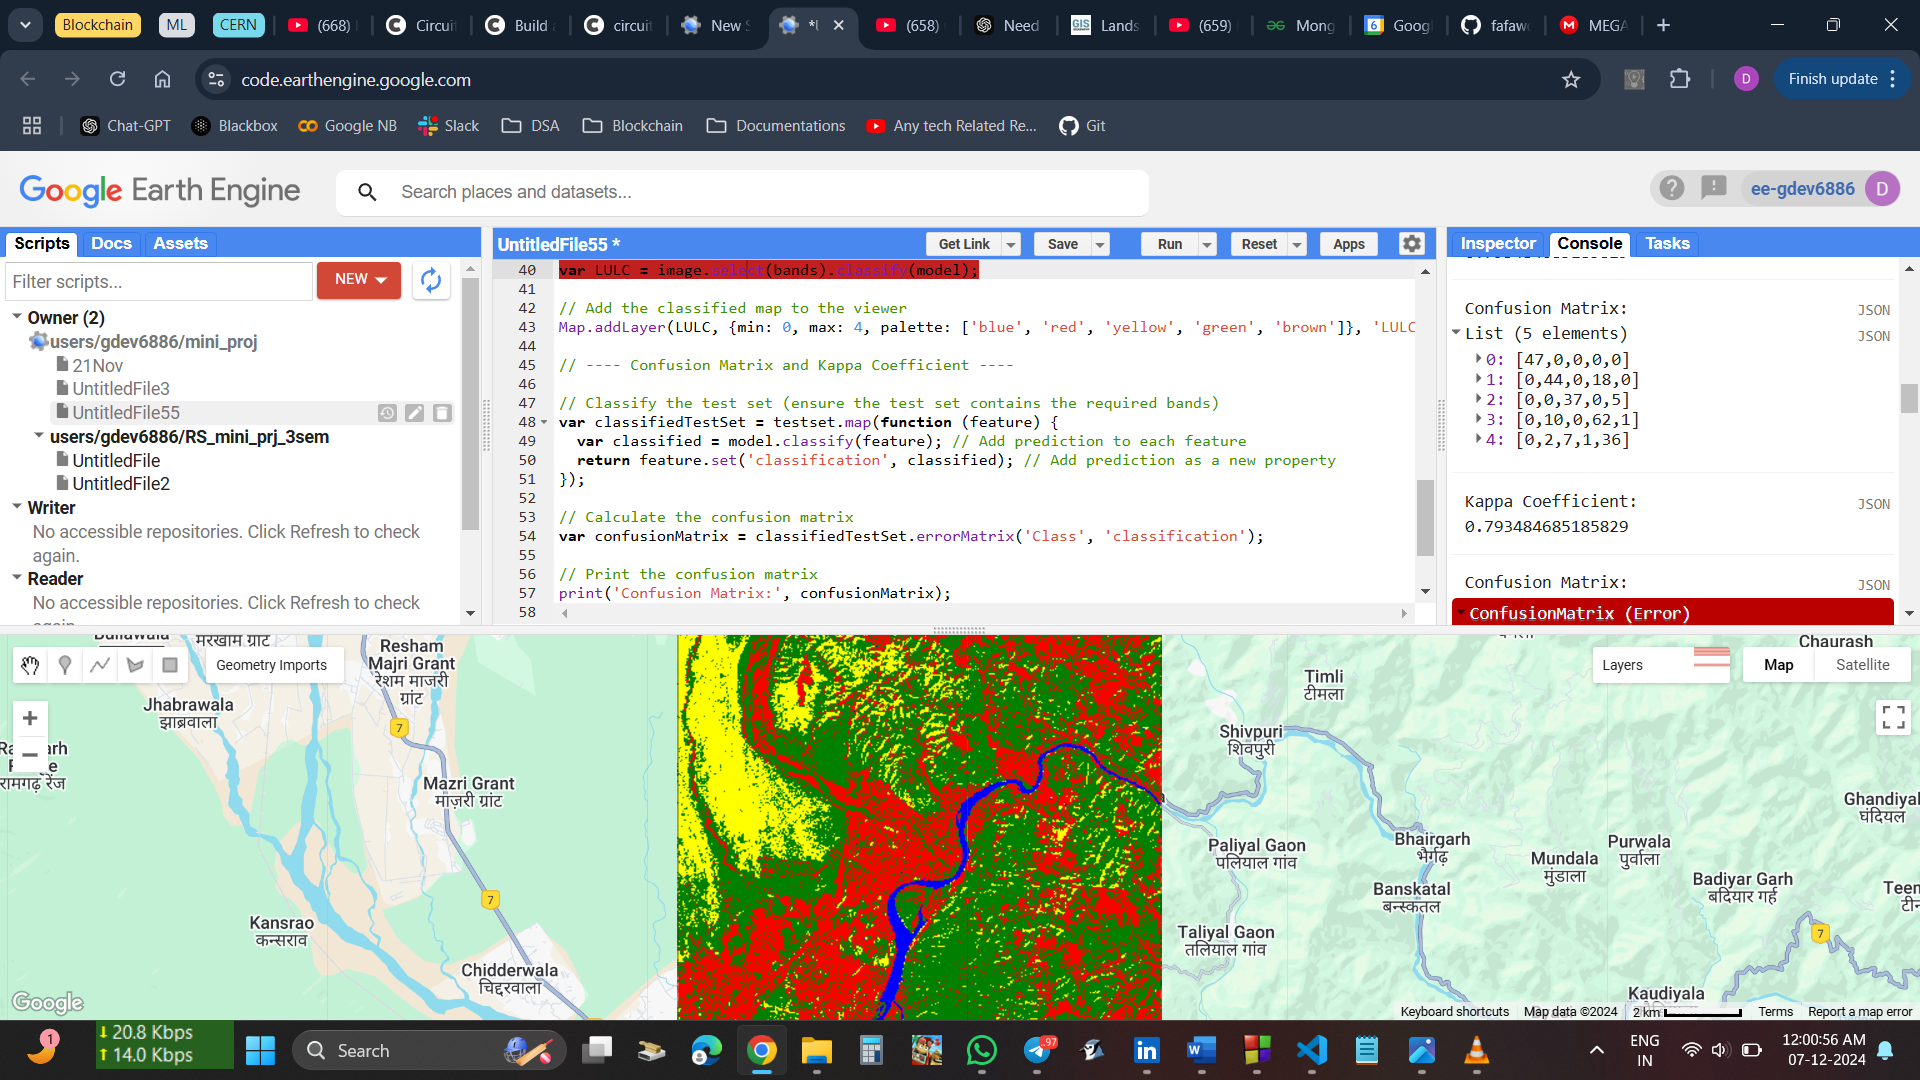 Blockchain
ML
CERN
(668)
Circui
Build
circuit
New S
*U
(658)
Need
Lands
(659)
Mong
Googl
fafaw
MEGA
code.earthengine.google.com
D
Finish update
Chat-GPT
Blackbox
Google NB
Slack
DSA
Blockchain
Documentations
Any tech Related Re...
Git
Google Earth Engine
Search places and datasets...
ee-gdev6886
D
Scripts
Docs
Assets
Filter scripts...
NEW
Owner (2)
users/gdev6886/mini_proj
21Nov
UntitledFile3
UntitledFile55
users/gdev6886/RS_mini_prj_3sem
UntitledFile
UntitledFile2
Writer
No accessible repositories. Click Refresh to check
again.
Reader
No accessible repositories. Click Refresh to check
UntitledFile55 *
Get Link
Save
Run
Reset
Apps
40 var LULC = image.select(bands).classify(model);
41
42 // Add the classified map to the viewer
43 Map.addLayer(LULC, {min: 0, max: 4, palette: ['blue', 'red', 'yellow', 'green', 'brown']}, 'LULC
44
45 // ---- Confusion Matrix and Kappa Coefficient ----
46
47 // Classify the test set (ensure the test set contains the required bands)
48 var classifiedTestSet = testset.map(function (feature) {
49 var classified = model.classify(feature); // Add prediction to each feature
50 return feature.set('classification', classified); // Add prediction as a new property
51 });
52
53 // Calculate the confusion matrix
54 var confusionMatrix = classifiedTestSet.errorMatrix('Class', 'classification');
55
56 // Print the confusion matrix
57 print('Confusion Matrix:', confusionMatrix);
58
Inspector
Console
Tasks
Confusion Matrix:
JSON
List (5 elements)
JSON
0: [47,0,0,0,0]
1: [0,44,0,18,0]
2: [0,0,37,0,5]
3: [0,10,0,62,1]
4: [0,2,7,1,36]
Kappa Coefficient:
JSON
0.793484685185829
Confusion Matrix:
JSON
ConfusionMatrix (Error)
Geometry Imports
Layers
Map
Satellite
मरखाम ग्रांट
Resham
Majri Grant
रेशम माजरी
ग्रांट
Jhabrawala
झाबरवाला
7
रामगढ़ रेंज
Mazri Grant
माज़री ग्रांट
7
Kansrao
कन्सराव
Chidderwala
चिद्दरवाला
Chaurash
Timli
टीमला
Shivpuri
शिवपुरी
Ghandiyal
घंदियल
Paliyal Gaon
पलियाल गांव
Bhairgarh
भैर्गढ़
Mundala
मुंडाला
Purwala
पुर्वाला
Banskatal
बन्स्कतल
Badiyar Garh
बदियार गर्ह
Teen
Taliyal Gaon
तलियाल गांव
7
Kaudiyala
Google
Keyboard shortcuts
Map data ©2024
2 km
Terms
Report a map error
1
20.8 Kbps
14.0 Kbps
Search
97
ENG
IN
12:00:56 AM
07-12-2024